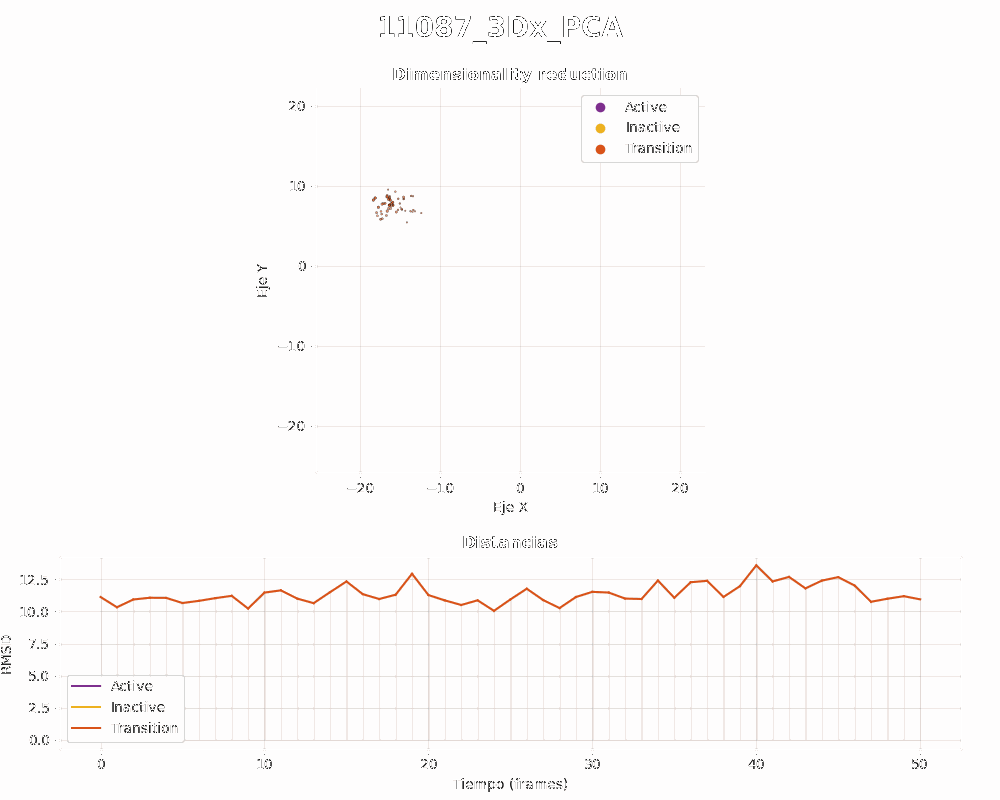 11087_3Dx_PCA
Dimensionality reduction
Active
Inactive
Transition
20
10
0
−10
−20
Eje Y
−20 −10 0 10 20
Eje X
Distancias
12.5
10.0
7.5
5.0
2.5
0.0
RMSD
Active
Inactive
Transition
0 10 20 30 40 50
Tiempo (frames)